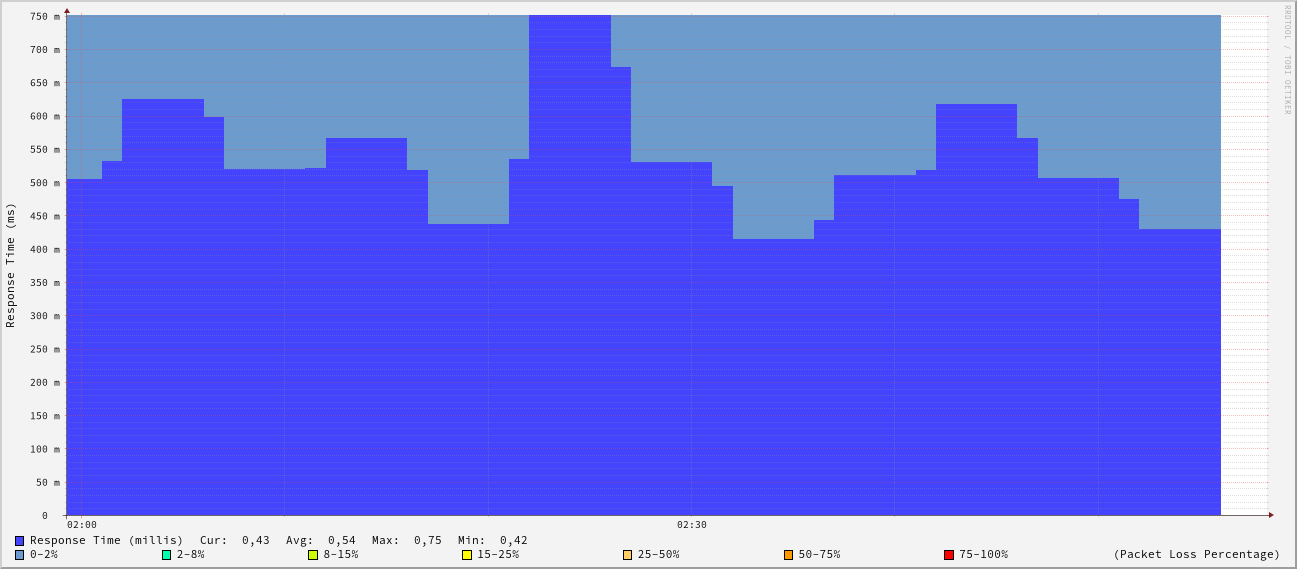 RRDTOOL / TOBI OETIKER
Response Time (ms)
750 m
700 m
650 m
600 m
550 m
500 m
450 m
400 m
350 m
300 m
250 m
200 m
150 m
100 m
50 m
0
02:00 02:30
Response Time (millis) Cur: 0,43 Avg: 0,54 Max: 0,75 Min: 0,42
0-2% 2-8% 8-15% 15-25% 25-50% 50-75% 75-100% (Packet Loss Percentage)